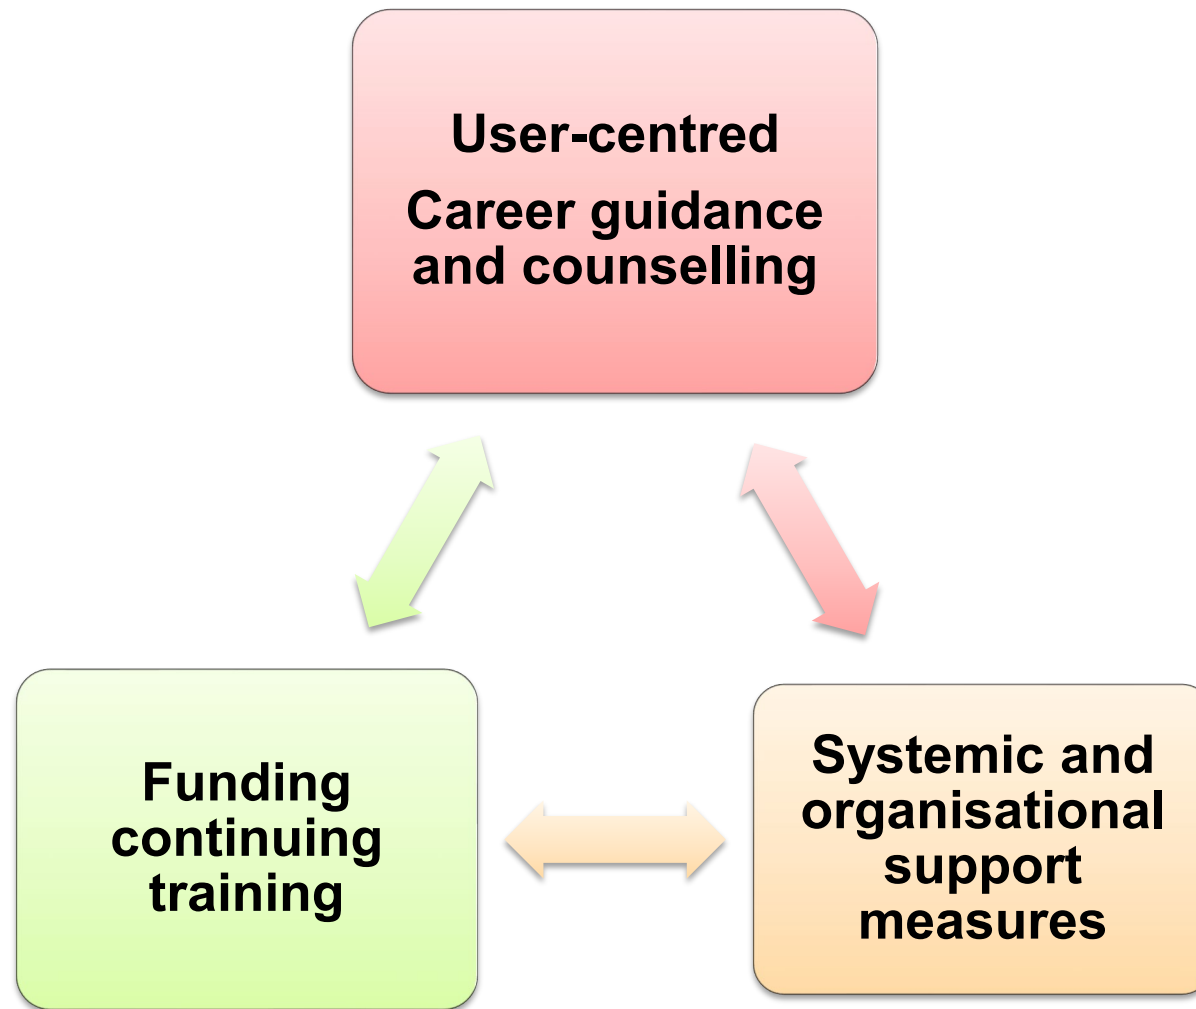 User-centred
Career guidance
and counselling
Funding
continuing
training
Systemic and
organisational
support
measures